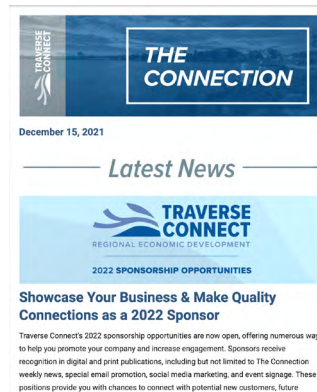 TRAVERSE
CONNECT
THE
CONNECTION
December 15, 2021
Latest News
TRAVERSE
CONNECT
REGIONAL ECONOMIC DEVELOPMENT
2022 SPONSORSHIP OPPORTUNITIES
Showcase Your Business & Make Quality
Connections as a 2022 Sponsor
Traverse Connect's 2022 sponsorship opportunities are now open, offering numerous way
to help you promote your company and increase engagement. Sponsors receive
recognition in digital and print publications, including but not limited to The Connection
weekly news, special email promotion, social media marketing, and event signage. These
positions provide you with chances to connect with potential new customers, future